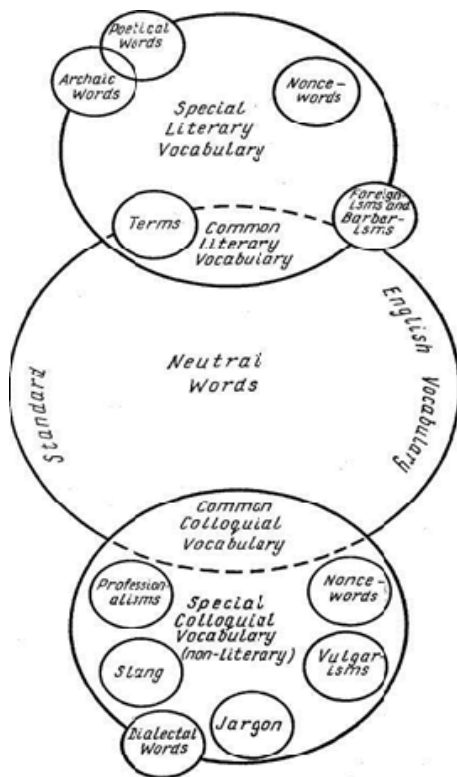 Poetical
Words
Archaic
Words
Nonce-
words
Special
Literary
Vocabulary
Foreign-
isms and
Barbar-
isms
Terms
Common
Literary
Vocabulary
Neutral
Words
Standard
English Vocabulary
Common
Colloquial
Vocabulary
Profession-
alisms
Nonce-
words
Special
Colloquial
Vocabulary
(non-literary)
Slang
Vulgar-
isms
Jargon
Dialectal
Words